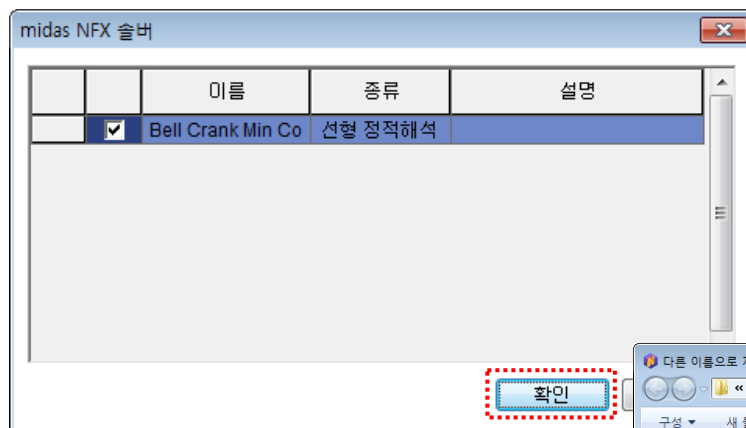 midas NFX 솔버
이름 종류 설명
Bell Crank Min Co 선형 정적해석
확인
다른 이름으로
«
구성 새